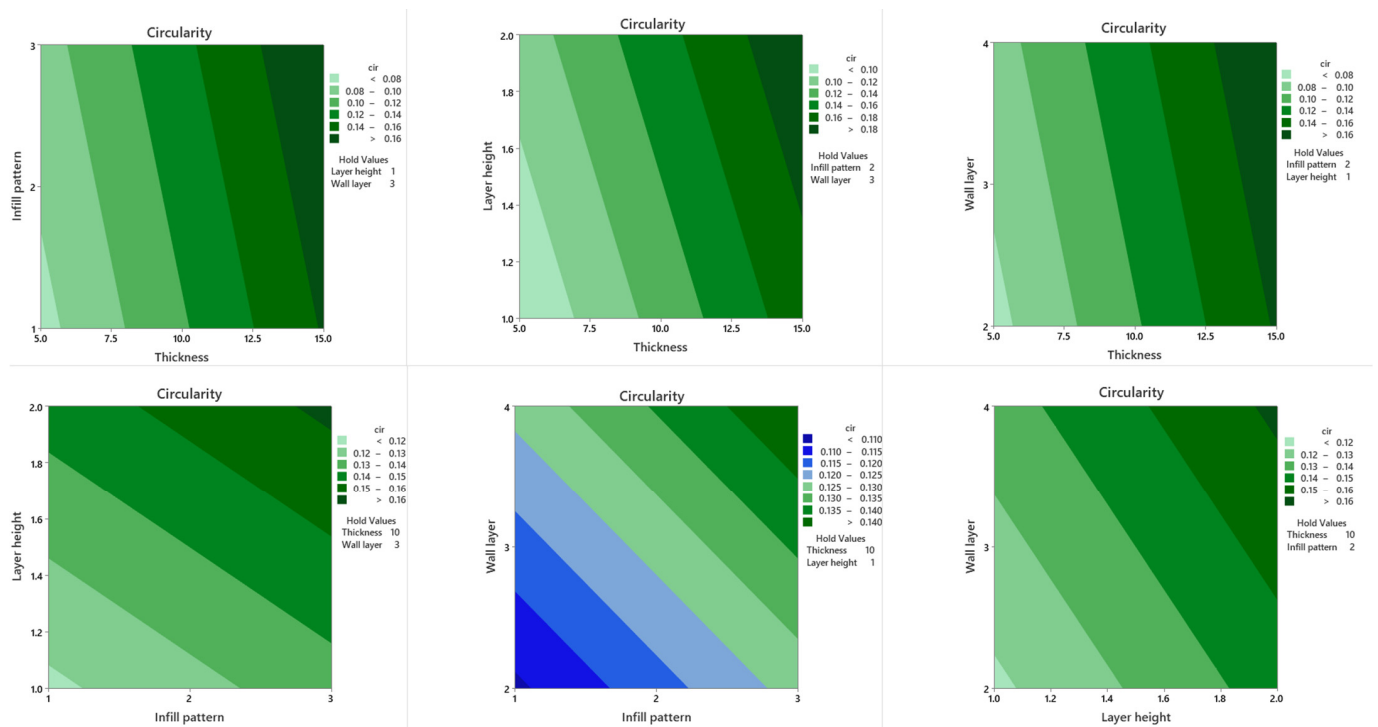 Circularity
3
2
1
Infill pattern
5.0 7.5 10.0 12.5 15.0
Thickness
cir
< 0.08
0.08 – 0.10
0.10 – 0.12
0.12 – 0.14
0.14 – 0.16
> 0.16
Hold Values
Layer height 1
Wall layer 3
Circularity
2.0
1.8
1.6
1.4
1.2
1.0
Layer height
5.0 7.5 10.0 12.5 15.0
Thickness
cir
< 0.10
0.10 – 0.12
0.12 – 0.14
0.14 – 0.16
0.16 – 0.18
> 0.18
Hold Values
Infill pattern 2
Wall layer 3
Circularity
4
3
2
Wall layer
5.0 7.5 10.0 12.5 15.0
Thickness
cir
< 0.08
0.08 – 0.10
0.10 – 0.12
0.12 – 0.14
0.14 – 0.16
> 0.16
Hold Values
Infill pattern 2
Layer height 1
Circularity
2.0
1.8
1.6
1.4
1.2
1.0
Layer height
1 2 3
Infill pattern
cir
< 0.12
0.12 – 0.13
0.13 – 0.14
0.14 – 0.15
0.15 – 0.16
> 0.16
Hold Values
Thickness 10
Wall layer 3
Circularity
4
3
2
Wall layer
1 2 3
Infill pattern
cir
< 0.110
0.110 – 0.115
0.115 – 0.120
0.120 – 0.125
0.125 – 0.130
0.130 – 0.135
0.135 – 0.140
> 0.140
Hold Values
Thickness 10
Layer height 1
Circularity
4
3
2
Wall layer
1.0 1.2 1.4 1.6 1.8 2.0
Layer height
cir
< 0.12
0.12 – 0.13
0.13 – 0.14
0.14 – 0.15
0.15 – 0.16
> 0.16
Hold Values
Thickness 10
Infill pattern 2